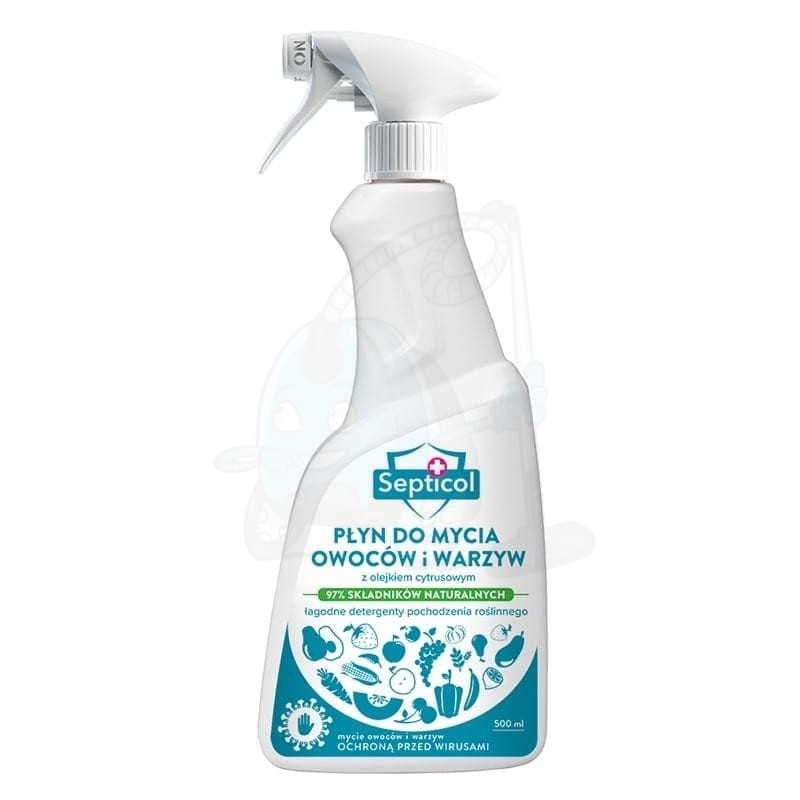 NO
Septicol
PŁYN DO MYCIA
OWOCÓW i WARZYW
z olejkiem cytrusowym
97% SKŁADNIKÓW NATURALNYCH
łagodne detergenty pochodzenia roślinnego
500 ml
mycie owoców i warzyw
OCHRONĄ PRZED WIRUSAMI